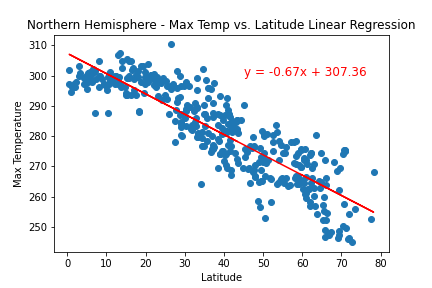 Northern Hemisphere - Max Temp vs. Latitude Linear Regression
310
300
290
280
270
260
250
Max Temperature
y = -0.67x + 307.36
0 10 20 30 40 50 60 70 80
Latitude